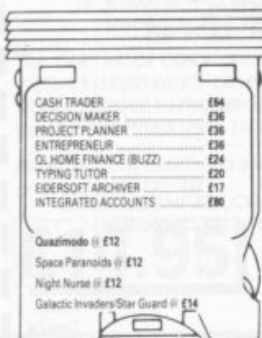 CASH TRADER £64
DECISION MAKER £36
PROJECT PLANNER £36
ENTREPRENEUR £36
QL HOME FINANCE (BUZZ) £24
TYPING TUTOR £20
EIDERSOFT ARCHIVER £17
INTEGRATED ACCOUNTS £80
Quazimodo @ £12
Space Paranoids @ £12
Night Nurse @ £12
Galactic Invaders/Star Guard @ £14